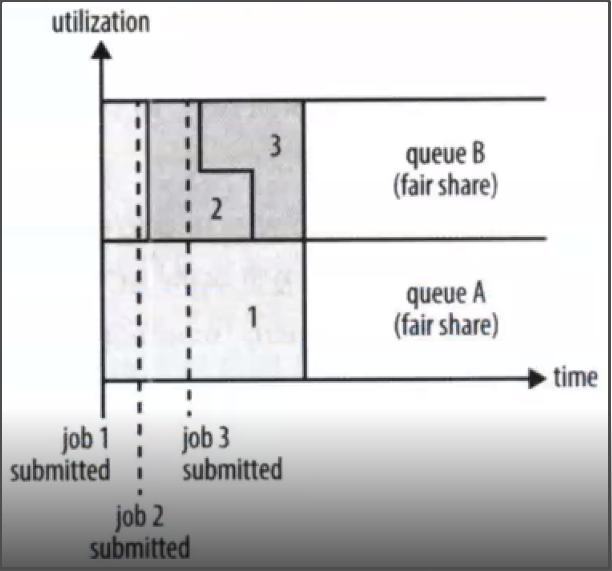 utilization
3
queue B
(fair share)
2
1
queue A
(fair share)
time
job 1
submitted
job 3
submitted
job 2
submitted